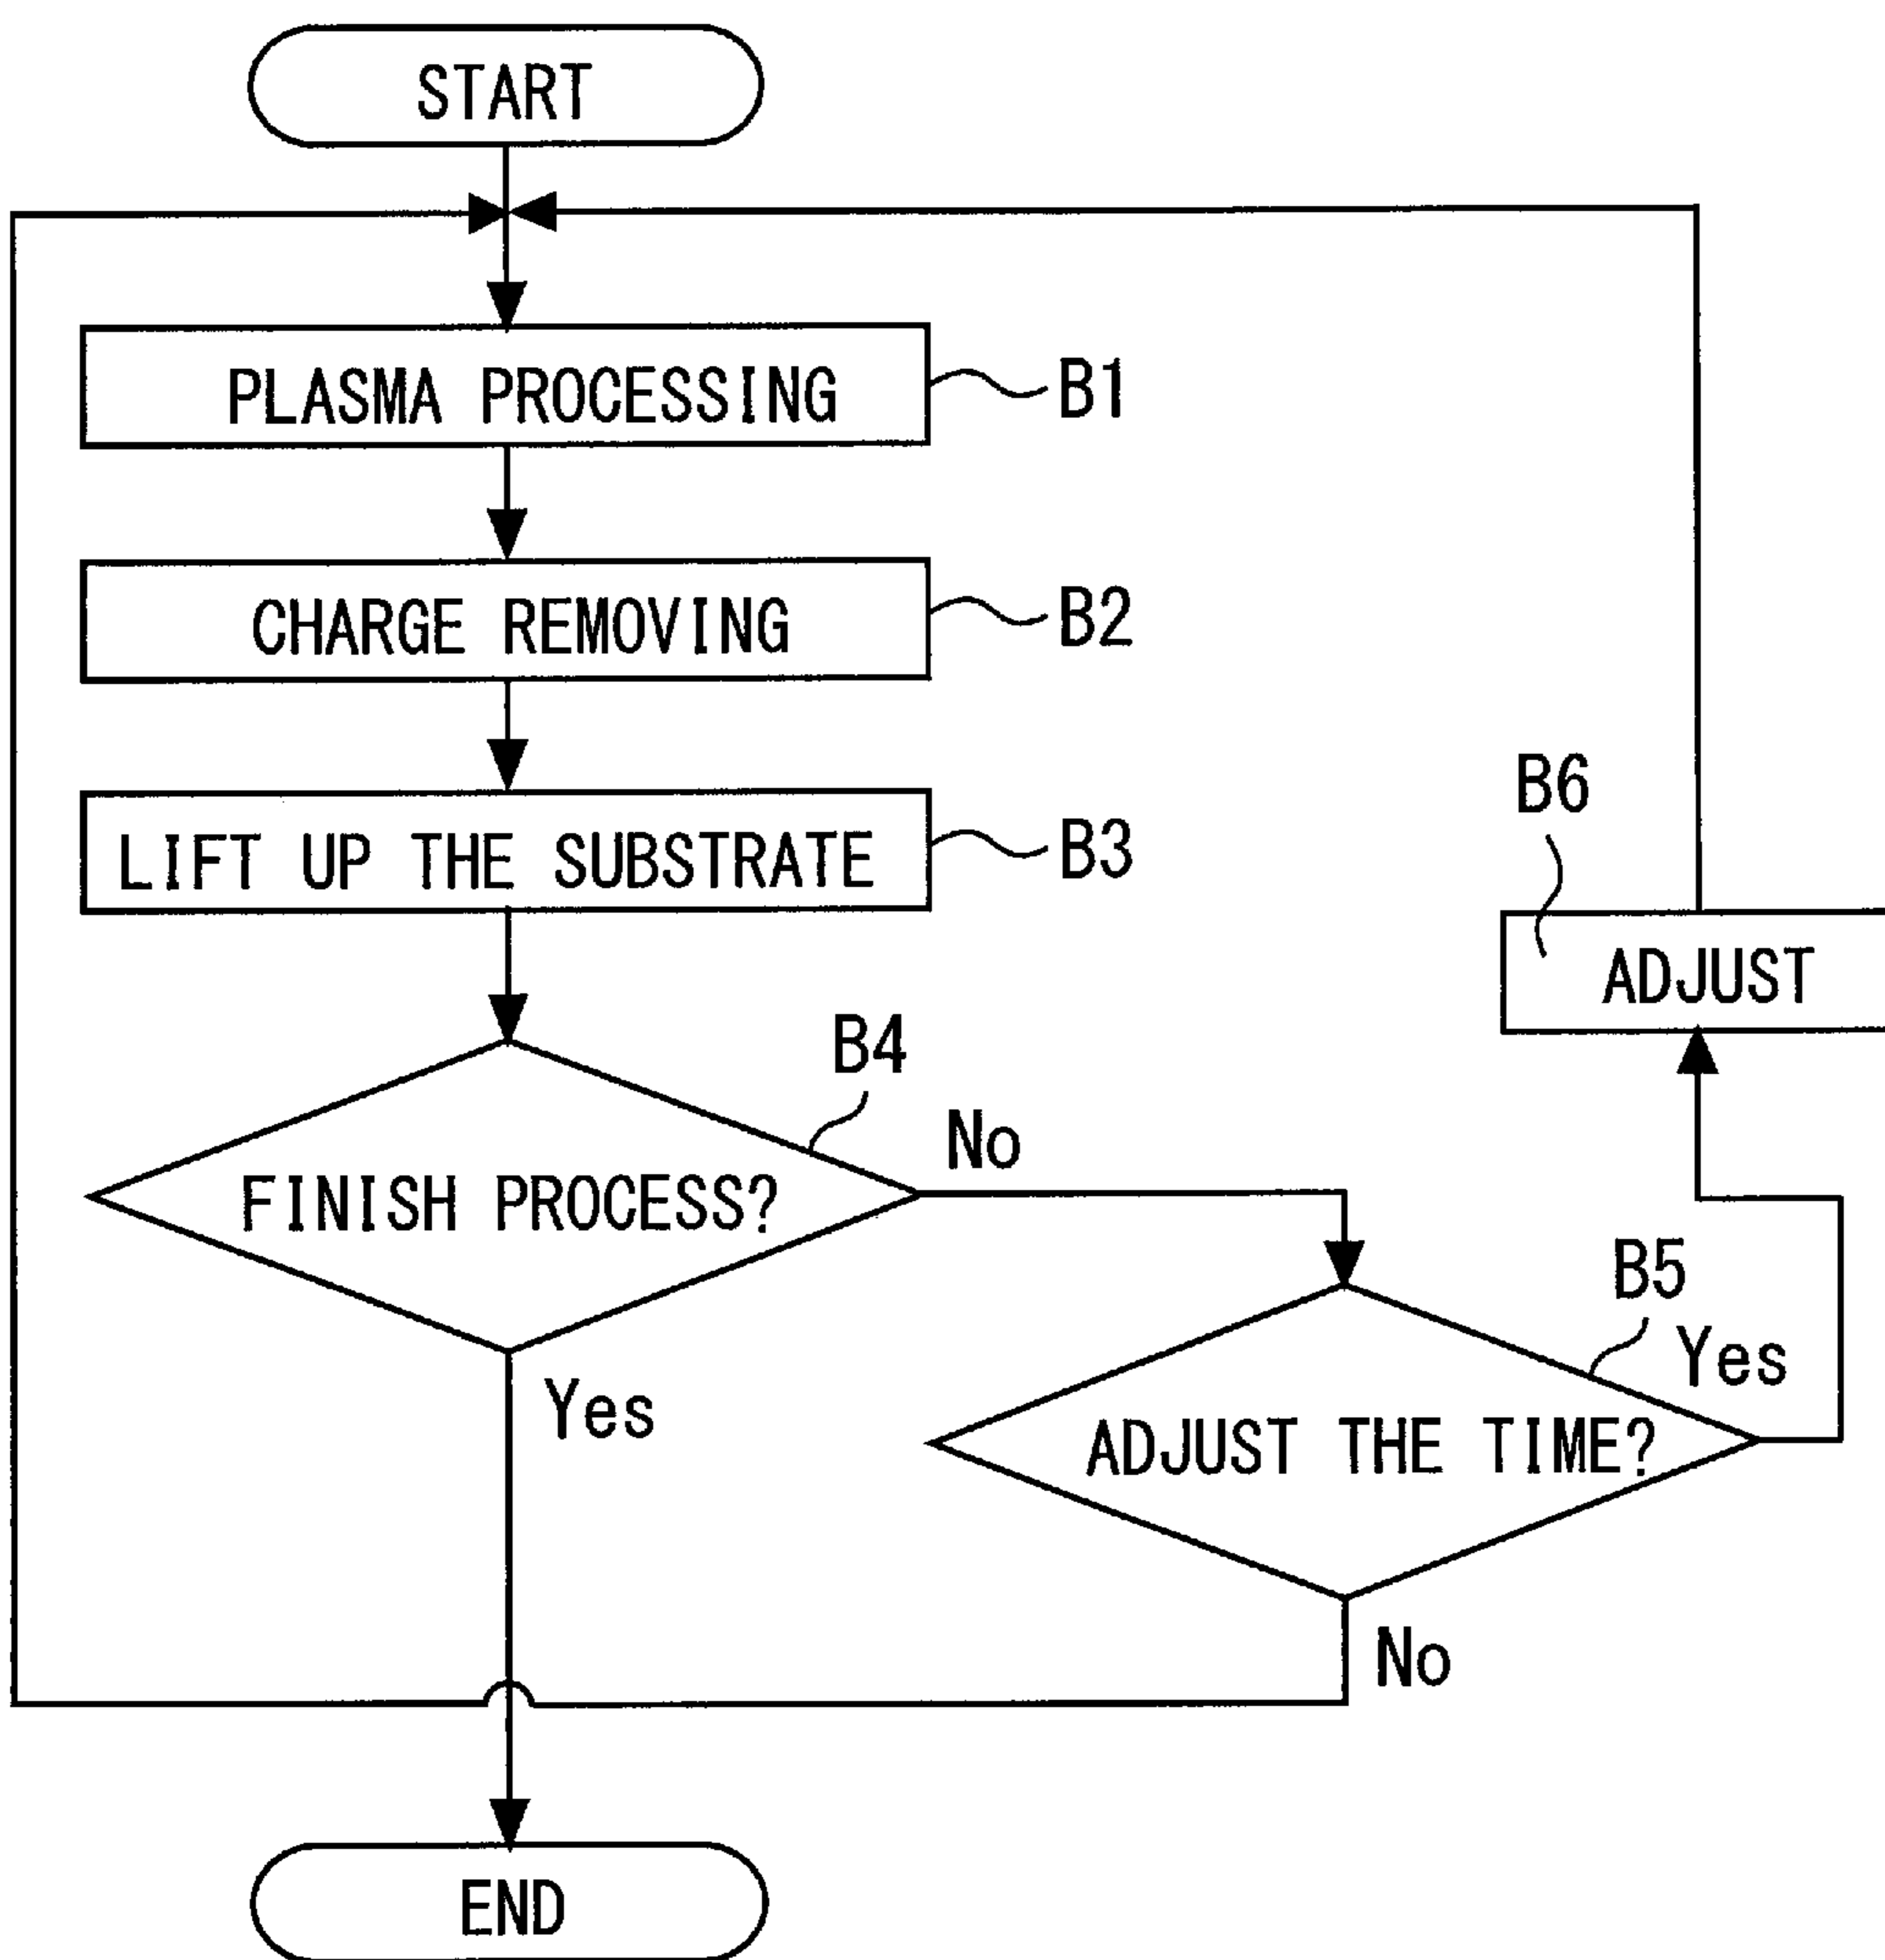 START
PLASMA PROCESSING
B1
CHARGE REMOVING
B2
LIFT UP THE SUBSTRATE
B3
B6
ADJUST
B4
FINISH PROCESS?
No
Yes
B5
Yes
ADJUST THE TIME?
No
END